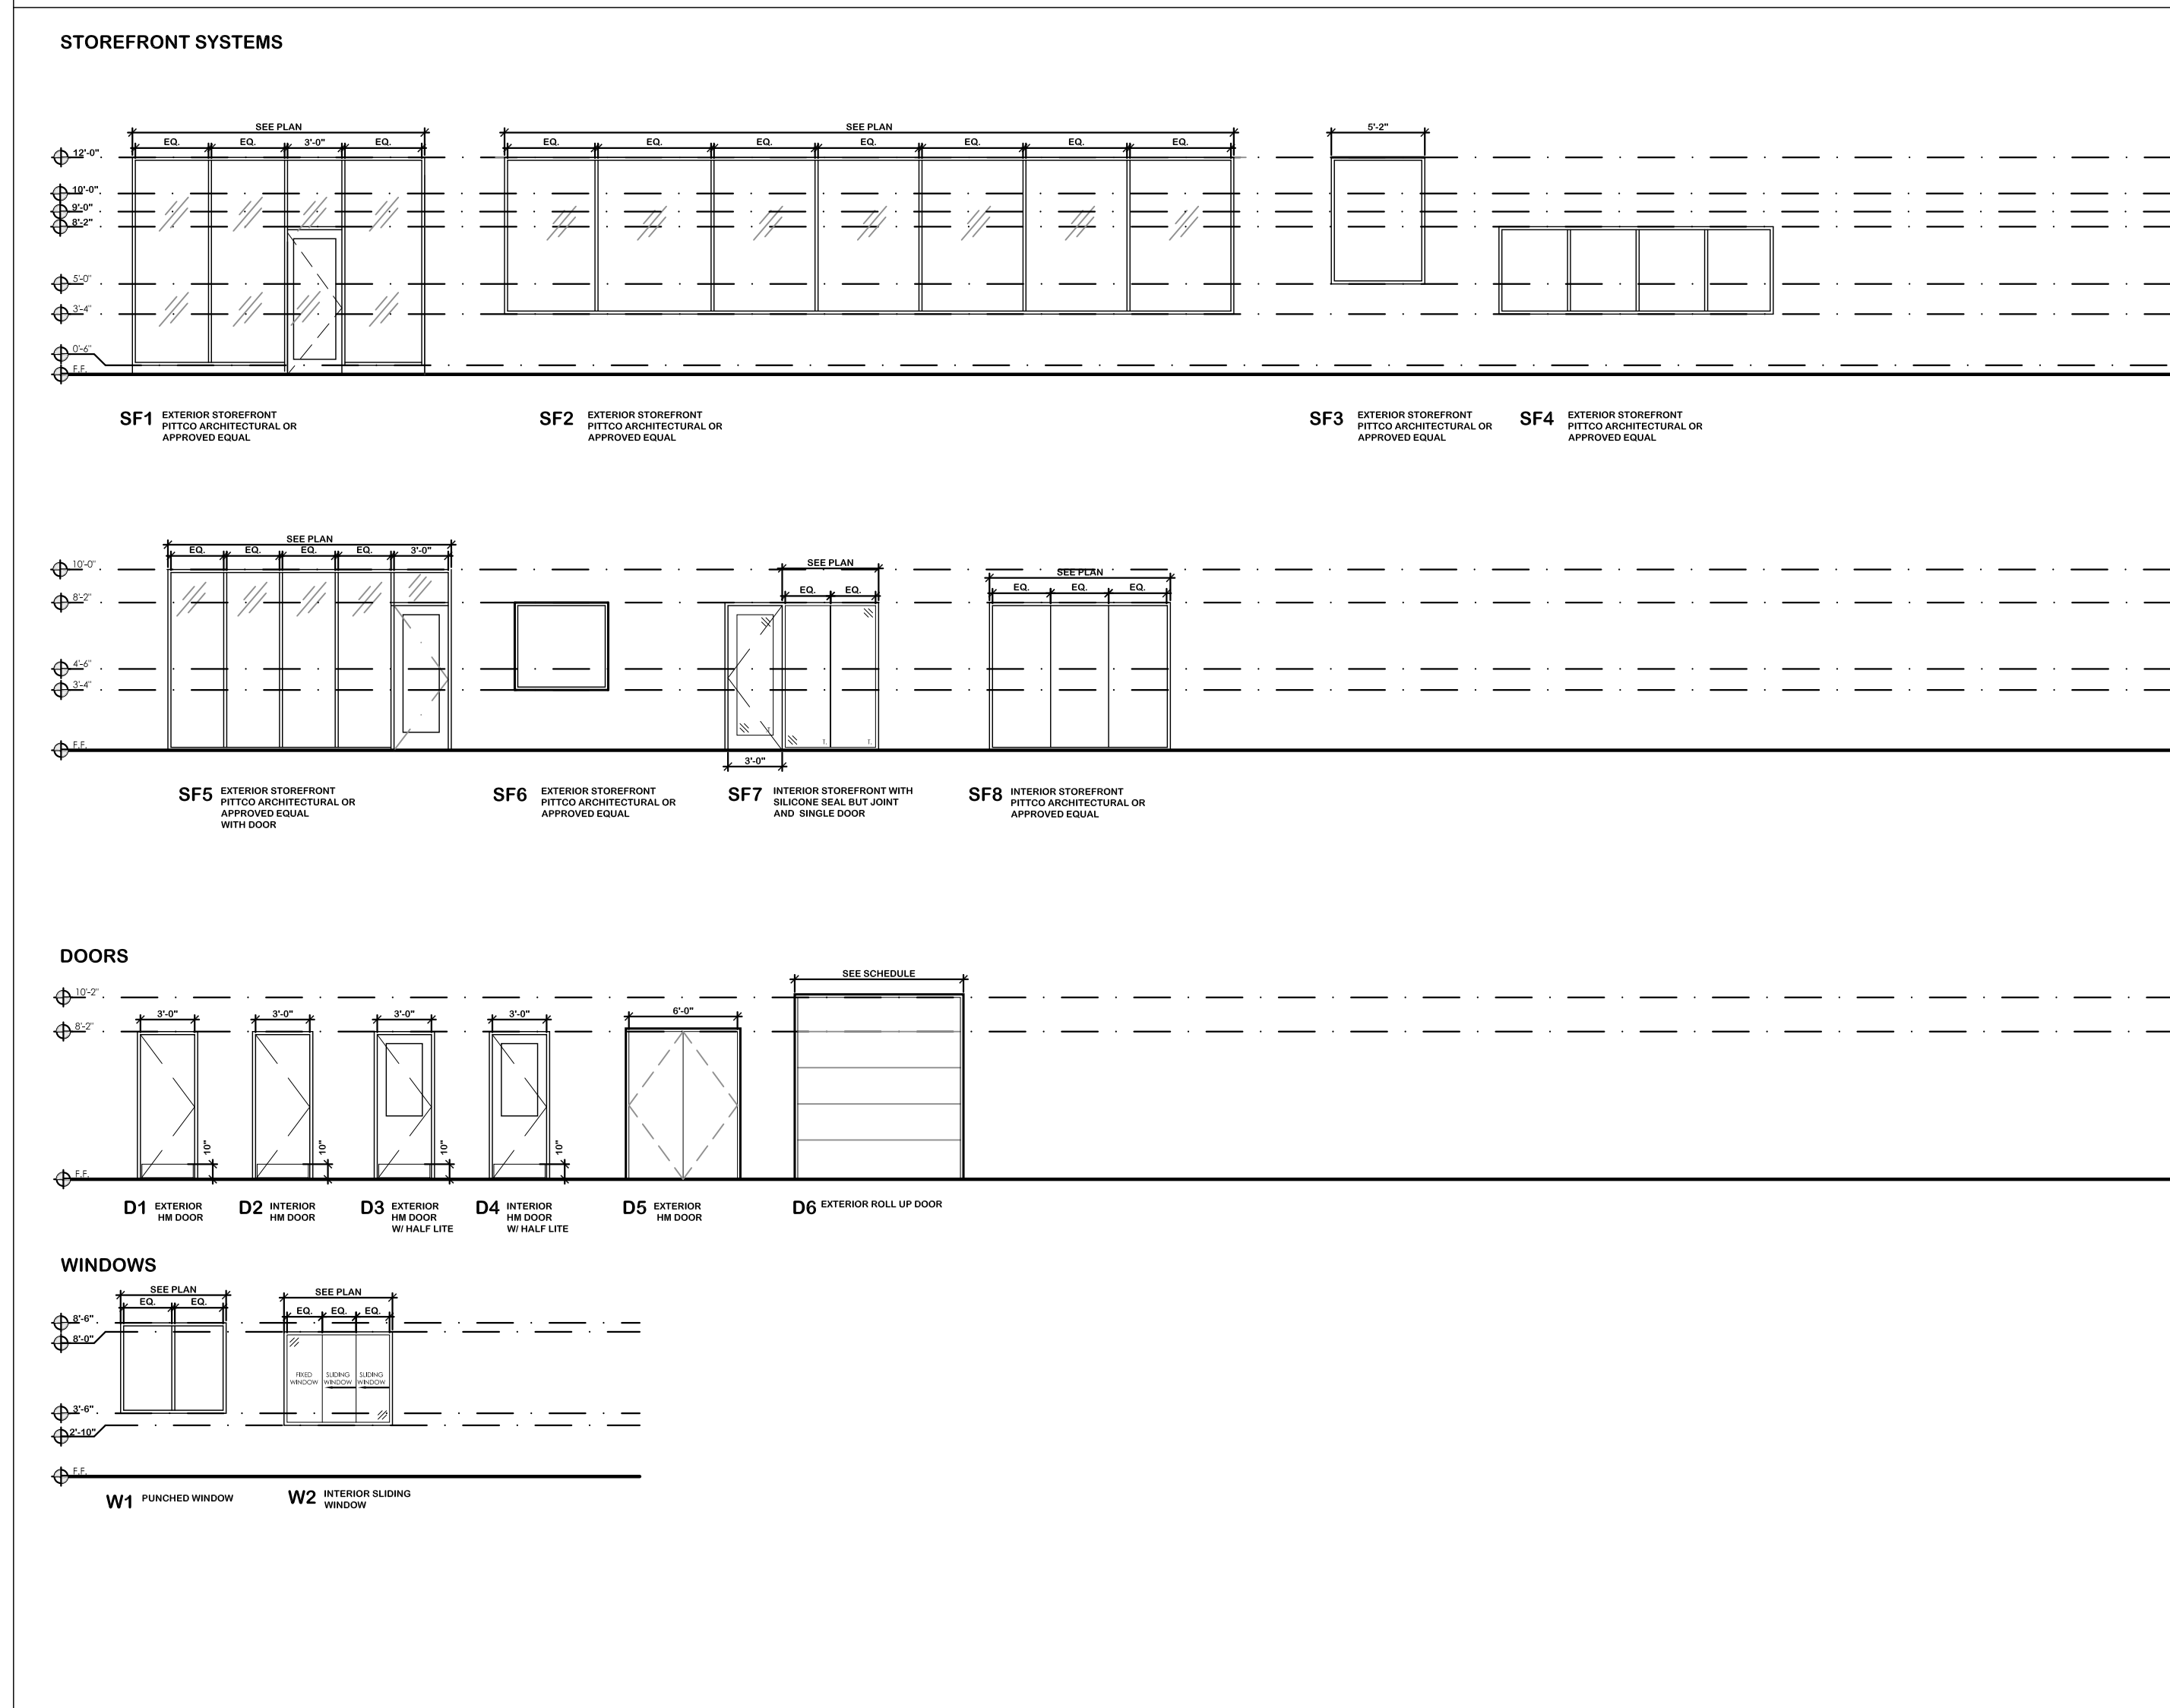 STOREFRONT SYSTEMS
SEE PLAN
EQ. EQ. 3'-0" EQ.
SEE PLAN
EQ. EQ. EQ. EQ. EQ. EQ. EQ.
5'-2"
12'-0"
10'-0"
9'-0"
8'-2"
5'-0"
3'-4"
0'-6"
F.F.
SF1 EXTERIOR STOREFRONT
PITTCO ARCHITECTURAL OR
APPROVED EQUAL
SF2 EXTERIOR STOREFRONT
PITTCO ARCHITECTURAL OR
APPROVED EQUAL
SF3 EXTERIOR STOREFRONT
PITTCO ARCHITECTURAL OR
APPROVED EQUAL
SF4 EXTERIOR STOREFRONT
PITTCO ARCHITECTURAL OR
APPROVED EQUAL
SEE PLAN
EQ. EQ. EQ. EQ. 3'-0"
SEE PLAN
EQ. EQ.
SEE PLAN
EQ. EQ. EQ.
10'-0"
8'-2"
4'-6"
3'-4"
F.F.
T. T. T.
3'-0"
SF5 EXTERIOR STOREFRONT
PITTCO ARCHITECTURAL OR
APPROVED EQUAL
WITH DOOR
SF6 EXTERIOR STOREFRONT
PITTCO ARCHITECTURAL OR
APPROVED EQUAL
SF7 INTERIOR STOREFRONT WITH
SILICONE SEAL BUT JOINT
AND SINGLE DOOR
SF8 INTERIOR STOREFRONT
PITTCO ARCHITECTURAL OR
APPROVED EQUAL
DOORS
SEE SCHEDULE
10'-2"
8'-2"
3'-0" 3'-0" 3'-0" 3'-0" 6'-0"
10" 10" 10" 10"
F.F.
D1 EXTERIOR
HM DOOR
D2 INTERIOR
HM DOOR
D3 EXTERIOR
HM DOOR
W/ HALF LITE
D4 INTERIOR
HM DOOR
W/ HALF LITE
D5 EXTERIOR
HM DOOR
D6 EXTERIOR ROLL UP DOOR
WINDOWS
SEE PLAN
EQ. EQ.
SEE PLAN
EQ. EQ. EQ.
8'-6"
8'-0"
FIXED
WINDOW
SLIDING
WINDOW
SLIDING
WINDOW
3'-6"
2'-10"
F.F.
W1 PUNCHED WINDOW
W2 INTERIOR SLIDING
WINDOW